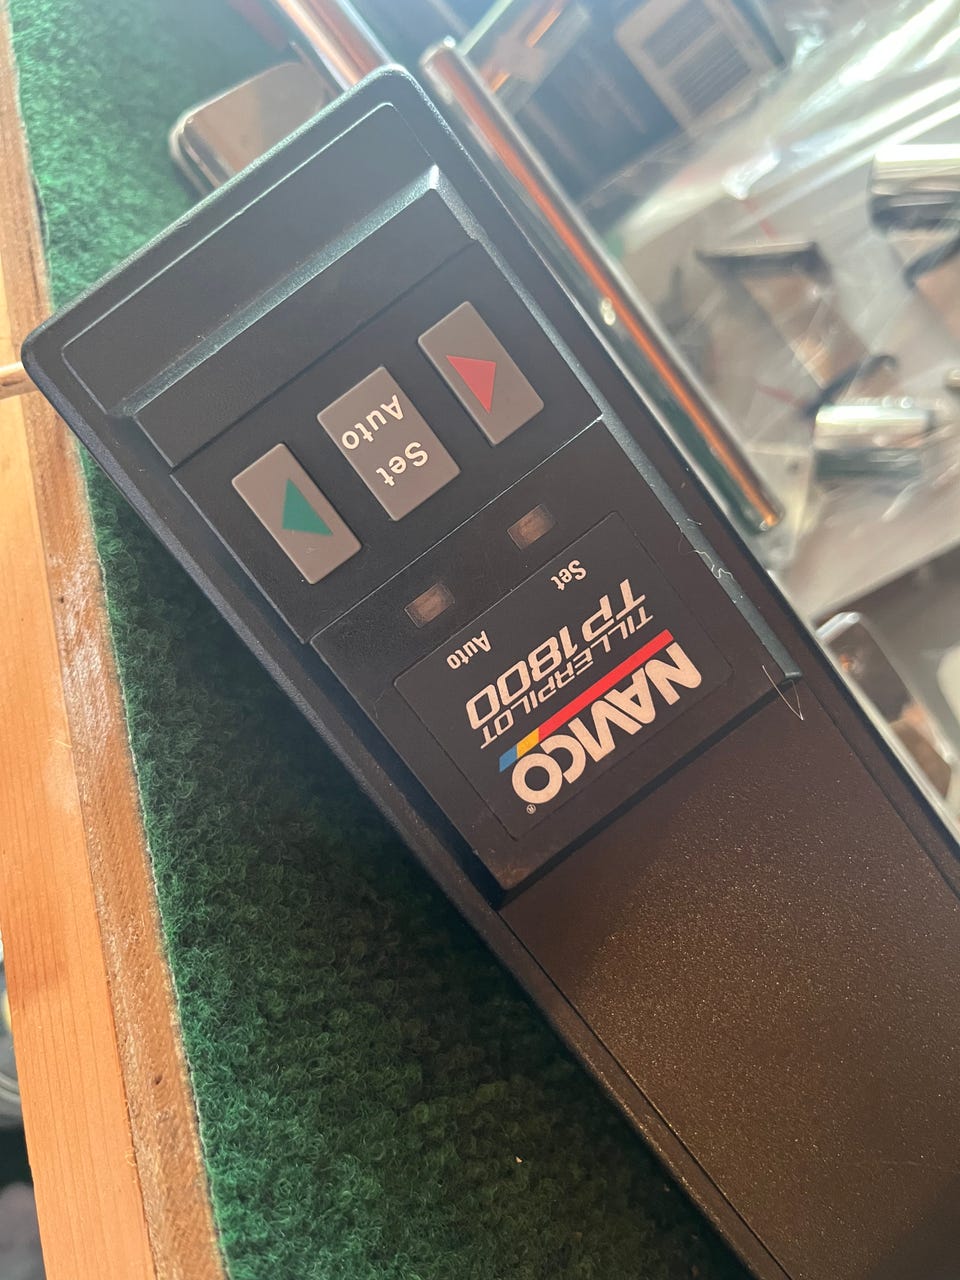 NAVICO®
TILLERPILOT
TP1800
Auto
Set
Set
Auto